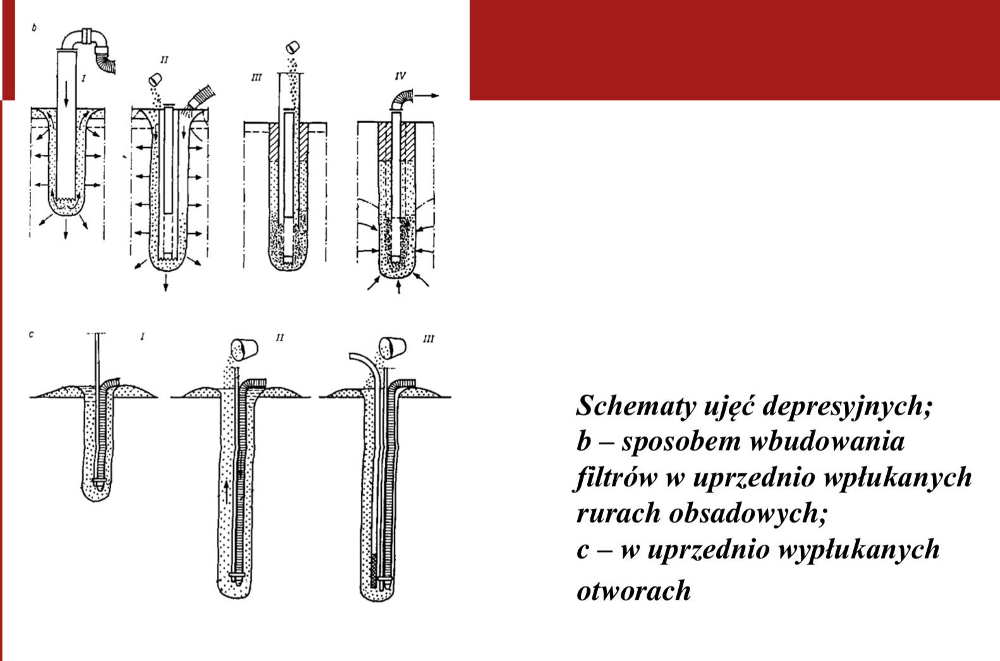 b
I
II
III
IV
c
I
II
III
Schematy ujęć depresyjnych;
b – sposobem wbudowania
filtrów w uprzednio wpłukanych
rurach obsadowych;
c – w uprzednio wypłukanych
otworach